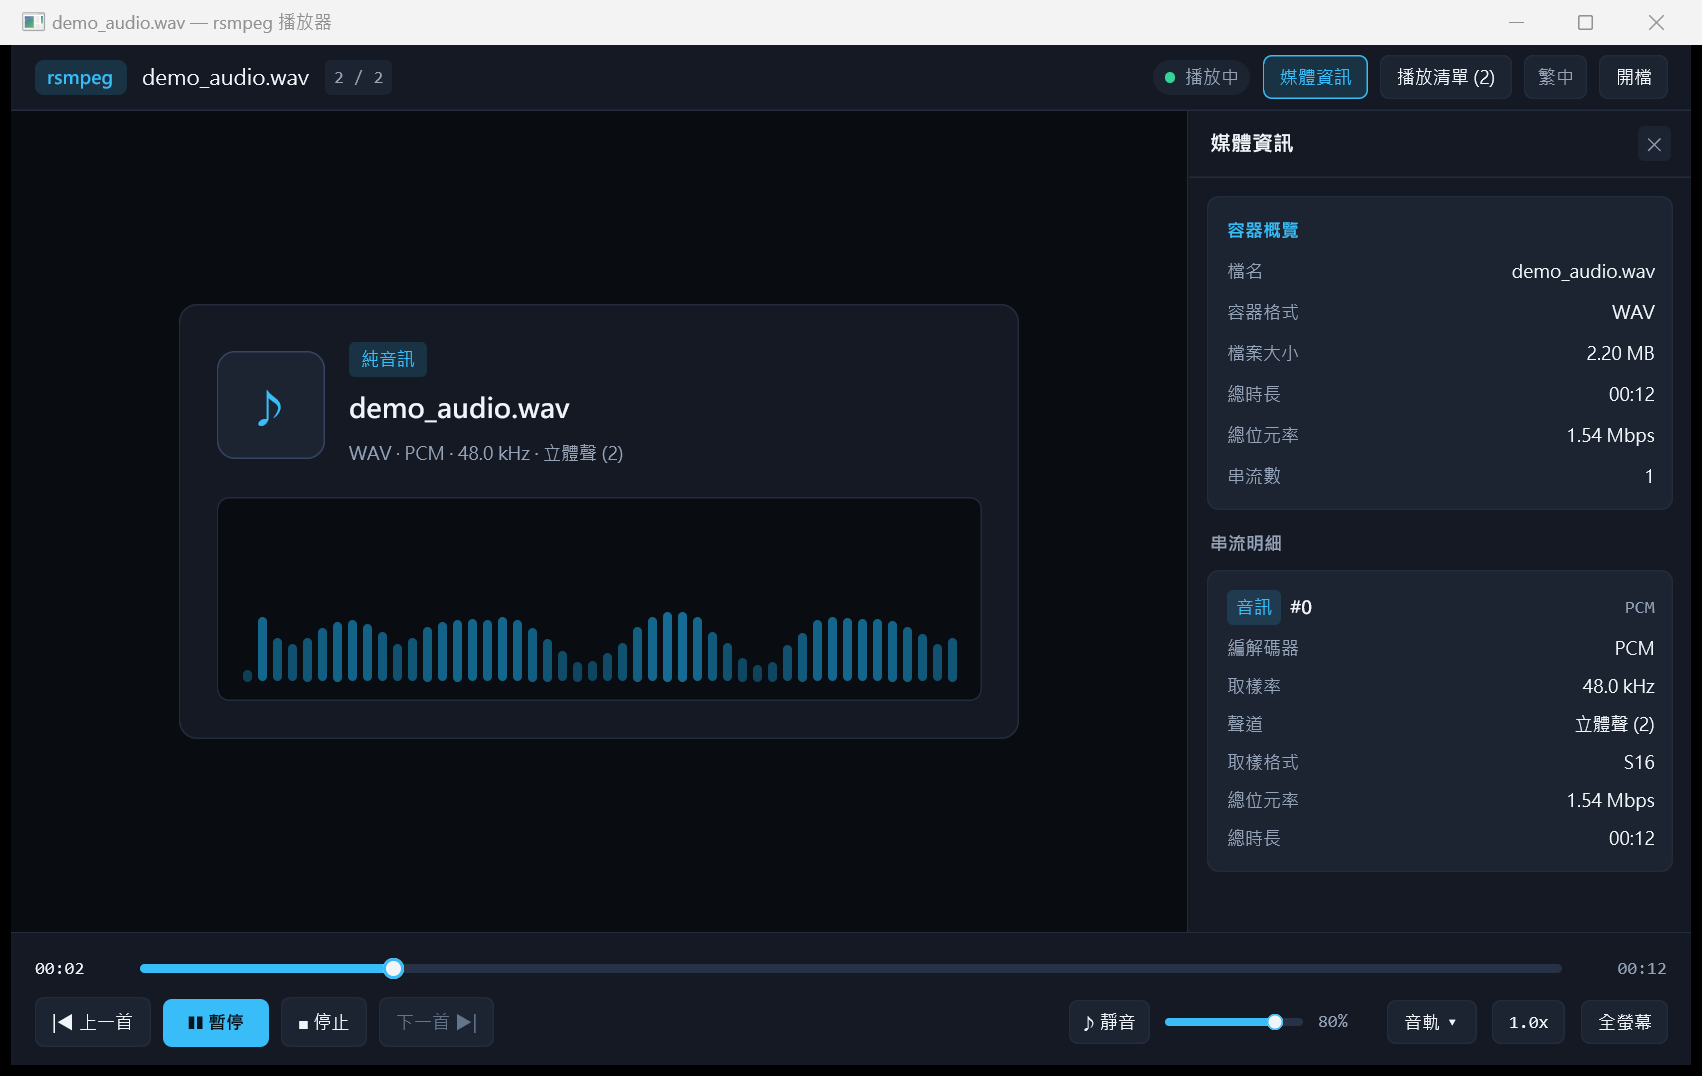 demo_audio.wav — rsmpeg 播放器
rsmpeg demo_audio.wav 2 / 2 播放中 媒體資訊 播放清單 (2) 繁中 開檔
純音訊
demo_audio.wav
WAV · PCM · 48.0 kHz · 立體聲 (2)
媒體資訊
容器概覽
檔名 demo_audio.wav
容器格式 WAV
檔案大小 2.20 MB
總時長 00:12
總位元率 1.54 Mbps
串流數 1
串流明細
音訊 #0 PCM
編解碼器 PCM
取樣率 48.0 kHz
聲道 立體聲 (2)
取樣格式 S16
總位元率 1.54 Mbps
總時長 00:12
00:02 00:12
上一首 暫停 停止 下一首 靜音 80% 音軌 1.0x 全螢幕